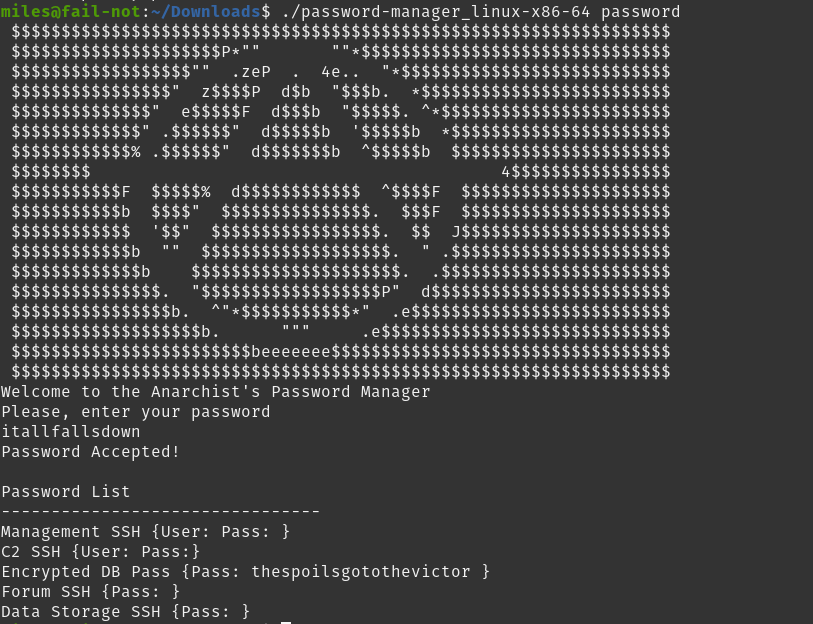 miles@fail-not:~/Downloads$ ./password-manager_linux-x86-64 password
$$$$$$$$$$$$$$$$$$$$$$$$$$$$$$$$$$$$$$$$$$$$$$$$$$$$$$$$$$$$$$$$$$
$$$$$$$$$$$$$$$$$$$$$P*""       ""*$$$$$$$$$$$$$$$$$$$$$$$$$$$$$$$
$$$$$$$$$$$$$$$$$$""  .zeP  .  4e..  "*$$$$$$$$$$$$$$$$$$$$$$$$$$$
$$$$$$$$$$$$$$$$"  z$$$$P  d$b  "$$$b.  *$$$$$$$$$$$$$$$$$$$$$$$$$
$$$$$$$$$$$$$$"  e$$$$$F  d$$$b  "$$$$$. ^*$$$$$$$$$$$$$$$$$$$$$$$
$$$$$$$$$$$$$" .$$$$$$"  d$$$$$b  '$$$$$b  *$$$$$$$$$$$$$$$$$$$$$$
$$$$$$$$$$$$% .$$$$$$"  d$$$$$$$b  ^$$$$$b  $$$$$$$$$$$$$$$$$$$$$$
$$$$$$$$                                         4$$$$$$$$$$$$$$$$
$$$$$$$$$$$F  $$$$$%  d$$$$$$$$$$$$  ^$$$$F  $$$$$$$$$$$$$$$$$$$$$
$$$$$$$$$$$b  $$$$"  $$$$$$$$$$$$$$$.  $$$F  $$$$$$$$$$$$$$$$$$$$$
$$$$$$$$$$$$  '$$"  $$$$$$$$$$$$$$$$$.  $$  J$$$$$$$$$$$$$$$$$$$$$
$$$$$$$$$$$$b  ""  $$$$$$$$$$$$$$$$$$$.  " .$$$$$$$$$$$$$$$$$$$$$$
$$$$$$$$$$$$$b    $$$$$$$$$$$$$$$$$$$$$.  .$$$$$$$$$$$$$$$$$$$$$$$
$$$$$$$$$$$$$$$.  "$$$$$$$$$$$$$$$$$$P"  d$$$$$$$$$$$$$$$$$$$$$$$$
$$$$$$$$$$$$$$$$b.  ^"*$$$$$$$$$$$*"  .e$$$$$$$$$$$$$$$$$$$$$$$$$$
$$$$$$$$$$$$$$$$$$$b.      """     .e$$$$$$$$$$$$$$$$$$$$$$$$$$$$$
$$$$$$$$$$$$$$$$$$$$$$$$beeeeeee$$$$$$$$$$$$$$$$$$$$$$$$$$$$$$$$$$
$$$$$$$$$$$$$$$$$$$$$$$$$$$$$$$$$$$$$$$$$$$$$$$$$$$$$$$$$$$$$$$$$$
Welcome to the Anarchist's Password Manager
Please, enter your password
itallfallsdown
Password Accepted!

Password List
--------------------------------
Management SSH {User: Pass: }
C2 SSH {User: Pass:}
Encrypted DB Pass {Pass: thespoilsgotothevictor }
Forum SSH {Pass: }
Data Storage SSH {Pass: }